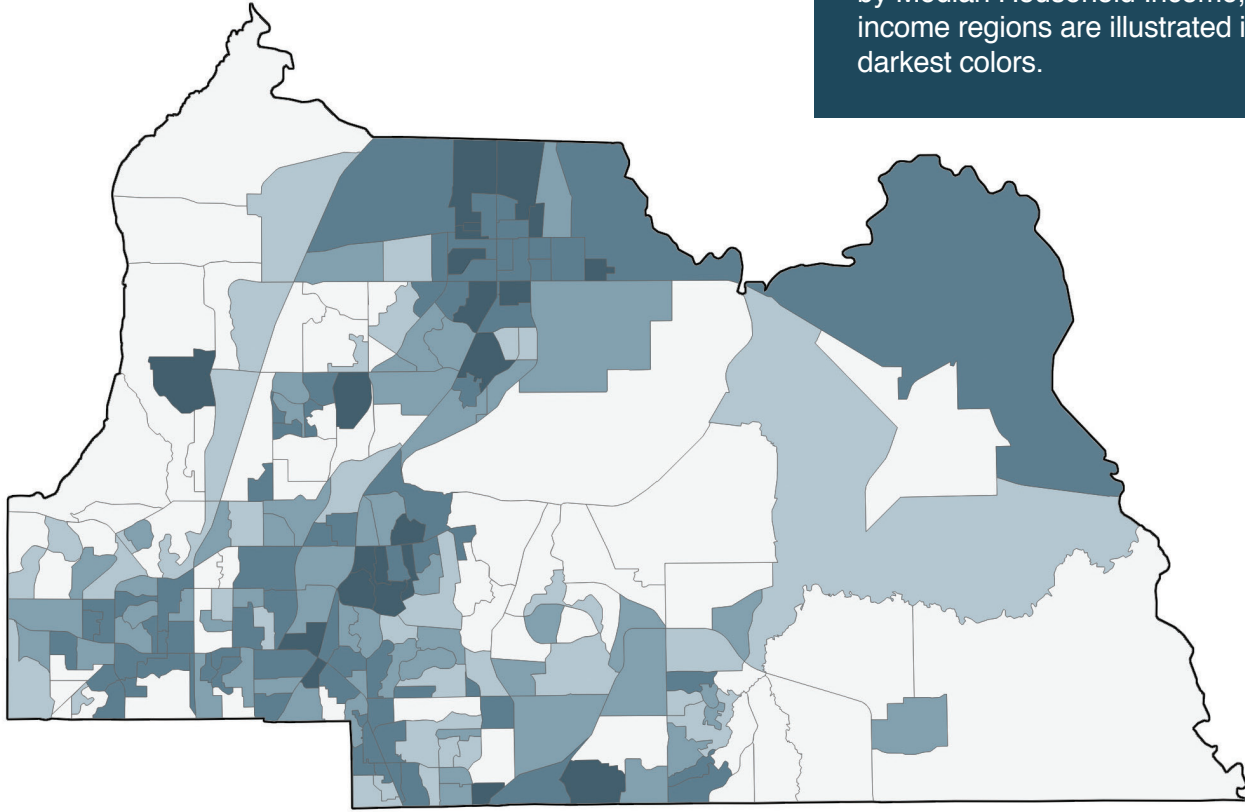 by Median Household Income,
income regions are illustrated i
darkest colors.